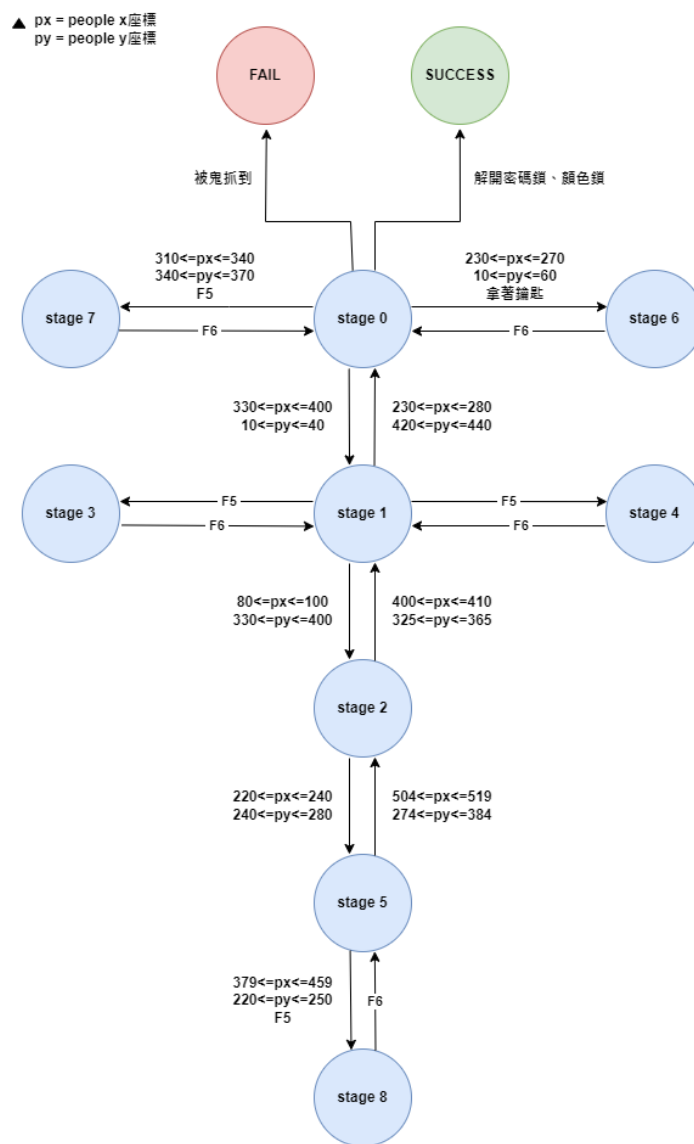 ▲ px = people x座標
py = people y座標
FAIL
SUCCESS
被鬼抓到
解開密碼鎖、顏色鎖
310<=px<=340
340<=py<=370
F5
230<=px<=270
10<=py<=60
拿著鑰匙
stage 7
stage 0
stage 6
F6
F6
330<=px<=400
10<=py<=40
230<=px<=280
420<=py<=440
F5
F5
stage 3
stage 1
stage 4
F6
F6
80<=px<=100
330<=py<=400
400<=px<=410
325<=py<=365
stage 2
220<=px<=240
240<=py<=280
504<=px<=519
274<=py<=384
stage 5
379<=px<=459
220<=py<=250
F5
F6
stage 8